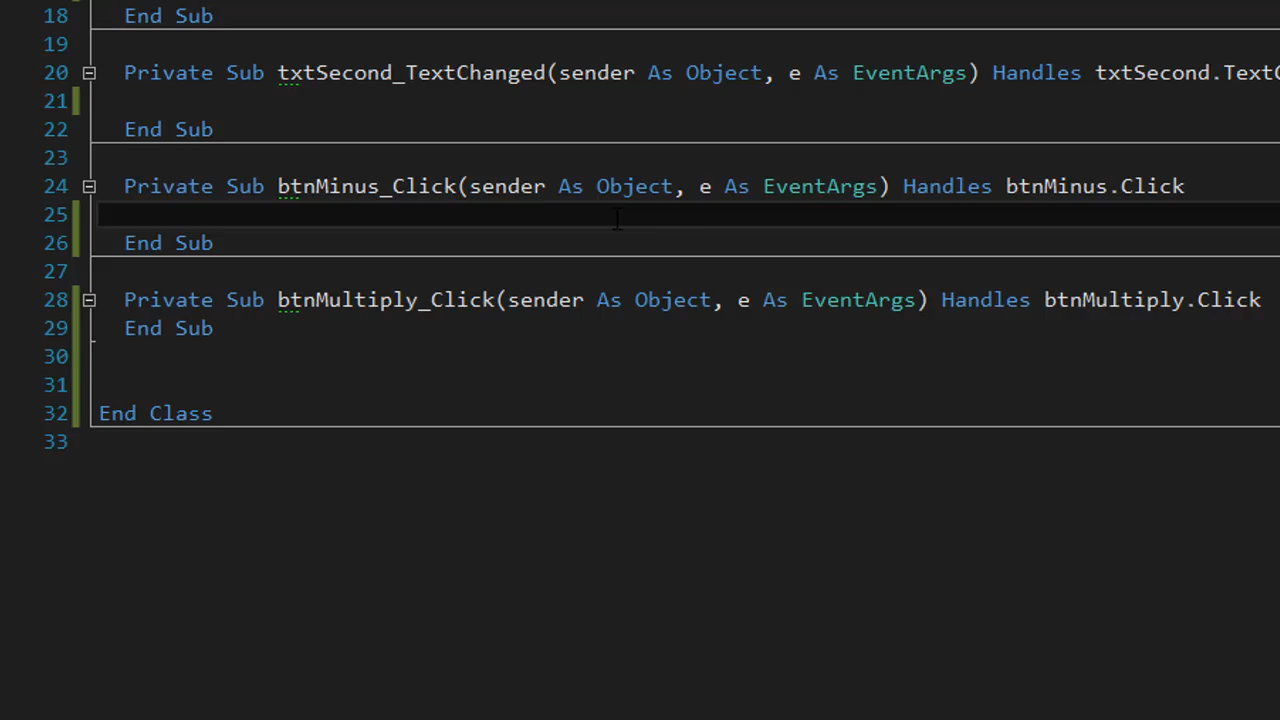 18 End Sub
19
20 Private Sub txtSecond_TextChanged(sender As Object, e As EventArgs) Handles txtSecond.TextC
21
22 End Sub
23
24 Private Sub btnMinus_Click(sender As Object, e As EventArgs) Handles btnMinus.Click
25
26 End Sub
27
28 Private Sub btnMultiply_Click(sender As Object, e As EventArgs) Handles btnMultiply.Click
29 End Sub
30
31
32 End Class
33